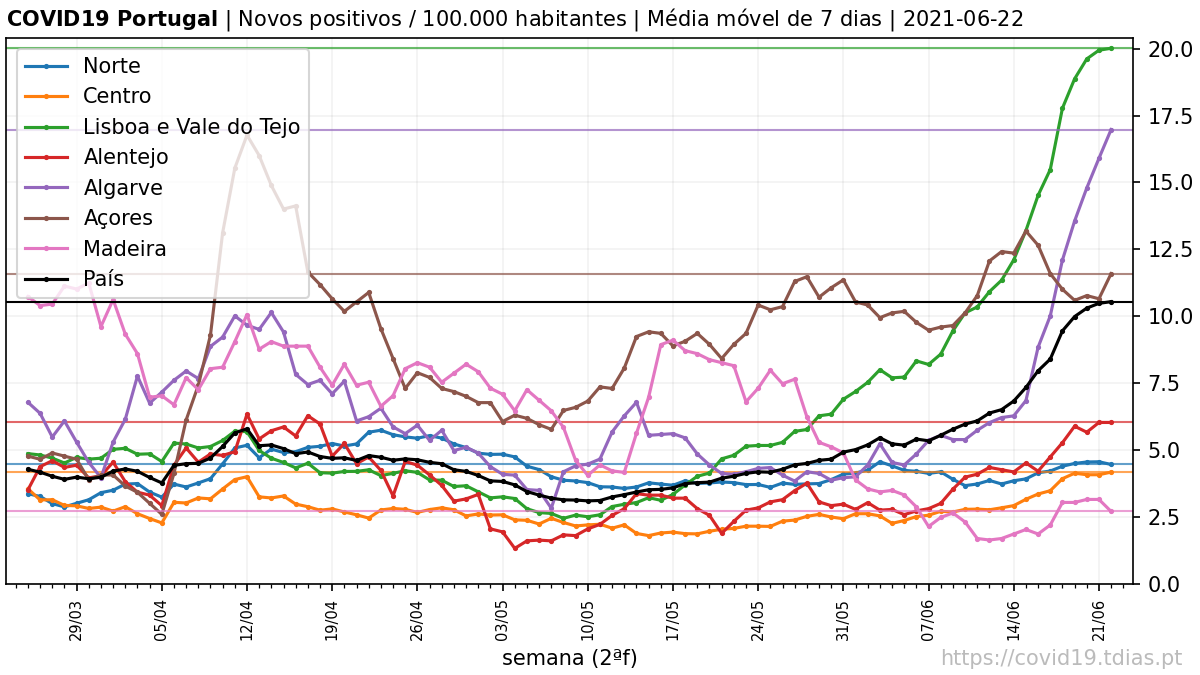 COVID19 Portugal | Novos positivos / 100.000 habitantes | Média móvel de 7 dias | 2021-06-22
Norte
Centro
Lisboa e Vale do Tejo
Alentejo
Algarve
Açores
Madeira
País
20.0
17.5
15.0
12.5
10.0
7.5
5.0
2.5
0.0
29/03
05/04
12/04
19/04
26/04
03/05
10/05
17/05
24/05
31/05
07/06
14/06
21/06
semana (2ªf)
https://covid19.tdias.pt